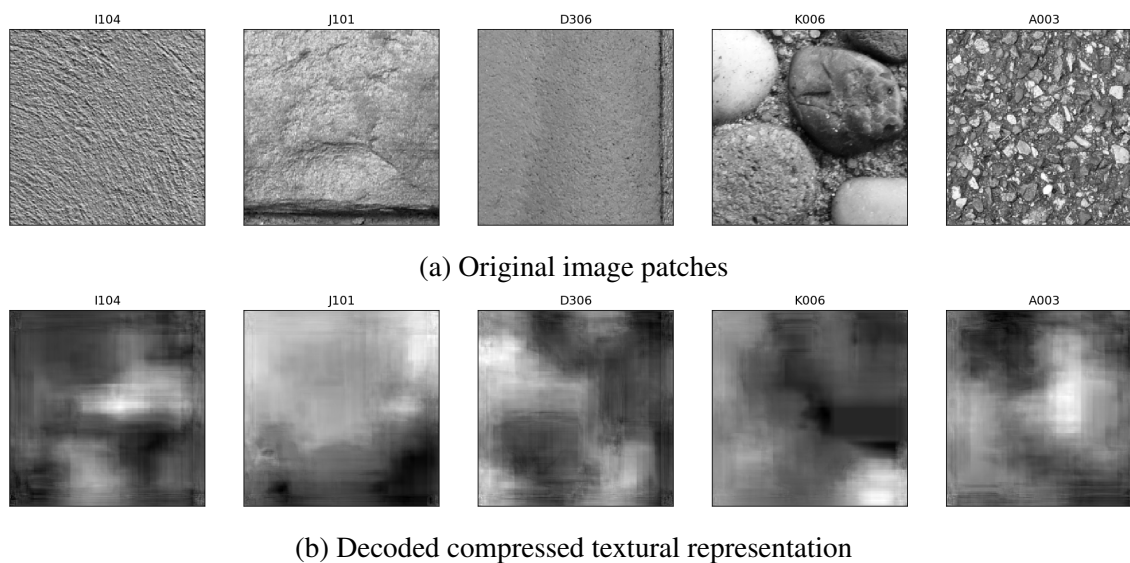 I104 J101 D306 K006 A003
(a) Original image patches
I104 J101 D306 K006 A003
(b) Decoded compressed textural representation